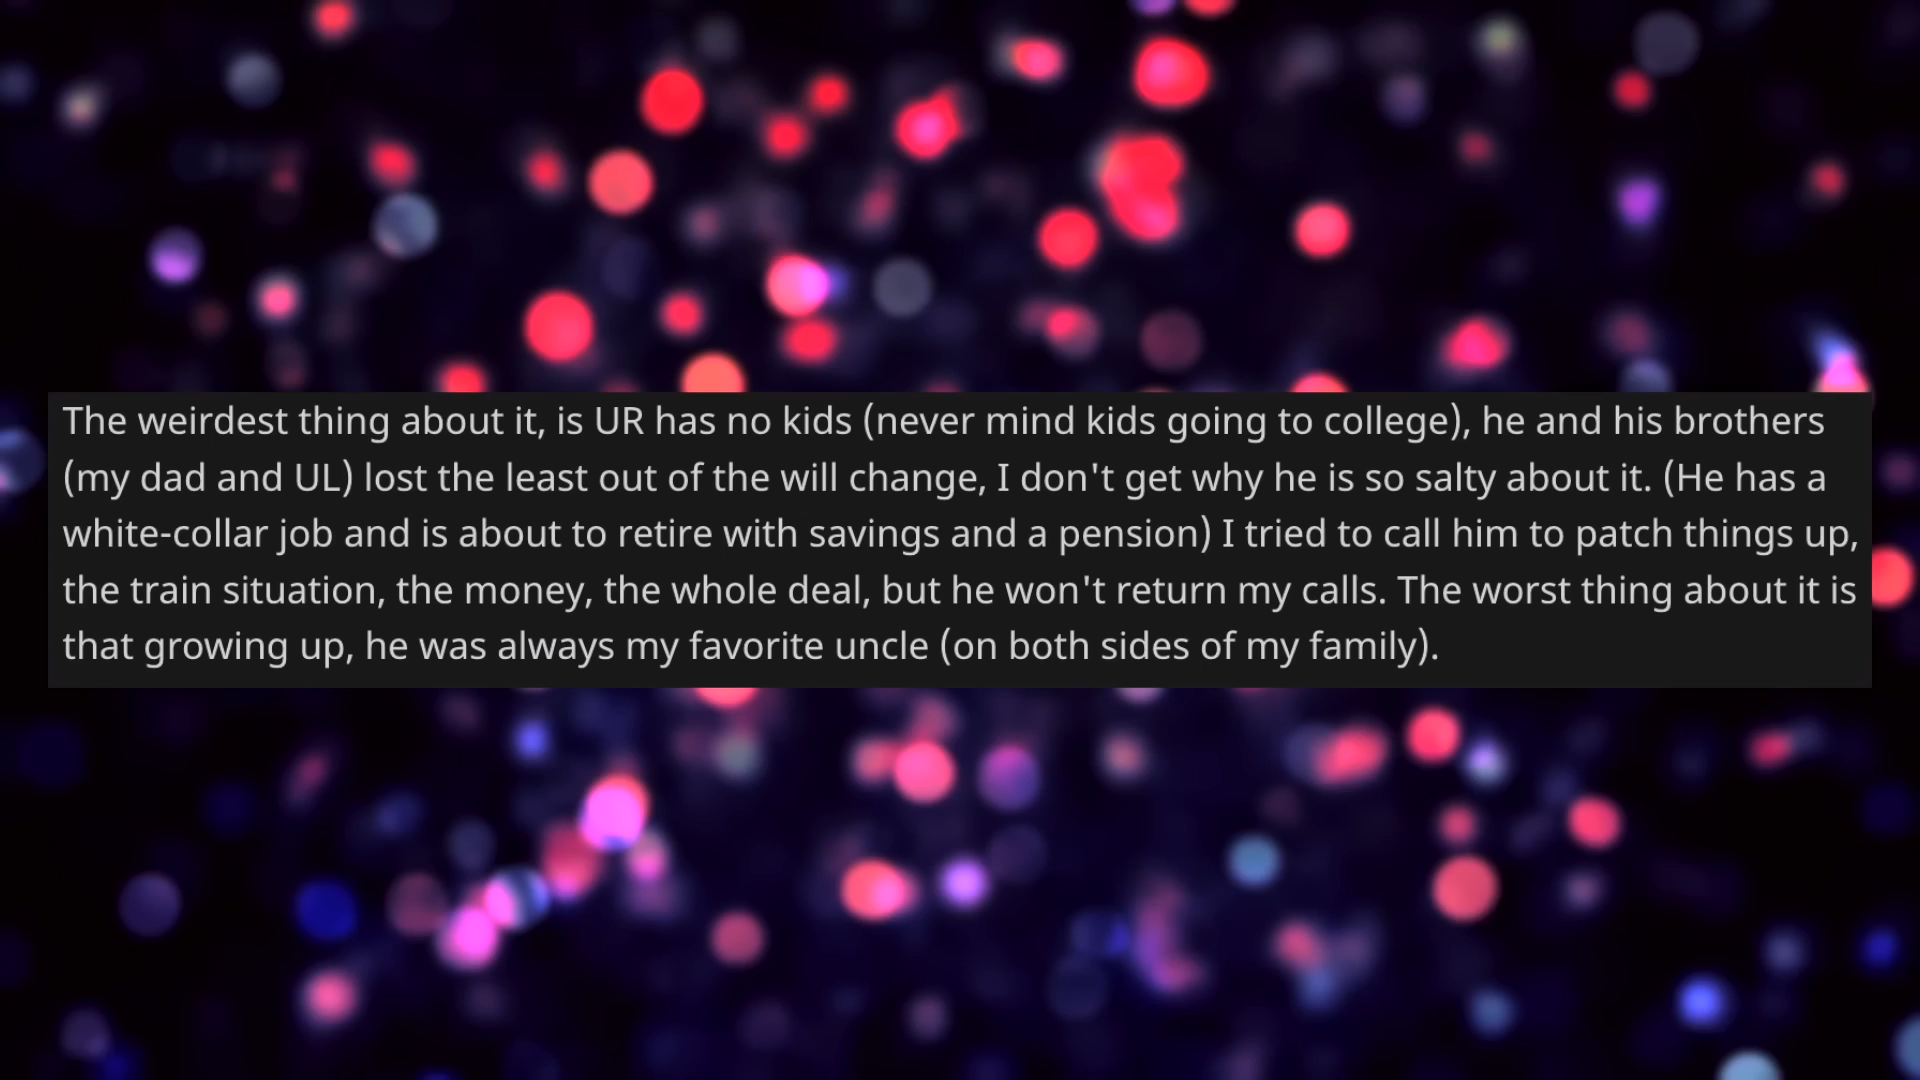 The weirdest thing about it, is UR has no kids (never mind kids going to college), he and his brothers
(my dad and UL) lost the least out of the will change, I don't get why he is so salty about it. (He has a
white-collar job and is about to retire with savings and a pension) I tried to call him to patch things up,
the train situation, the money, the whole deal, but he won't return my calls. The worst thing about it is
that growing up, he was always my favorite uncle (on both sides of my family).